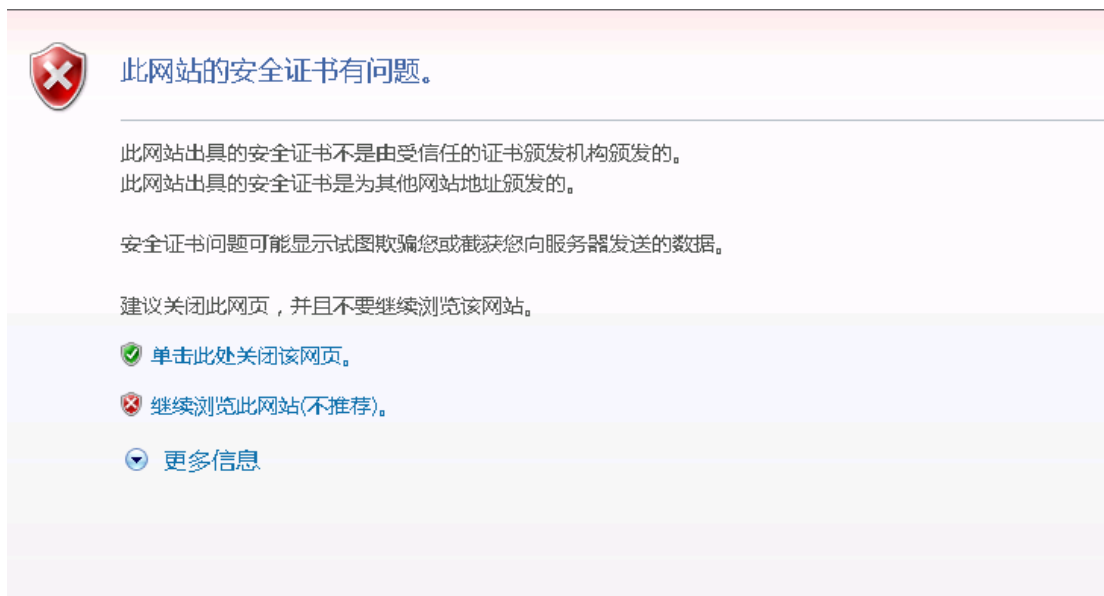 此网站的安全证书有问题。
此网站出具的安全证书不是由受信任的证书颁发机构颁发的。
此网站出具的安全证书是为其他网站地址颁发的。
安全证书问题可能显示试图欺骗您或截获您向服务器发送的数据。
建议关闭此网页，并且不要继续浏览该网站。
单击此处关闭该网页。
继续浏览此网站(不推荐)。
更多信息